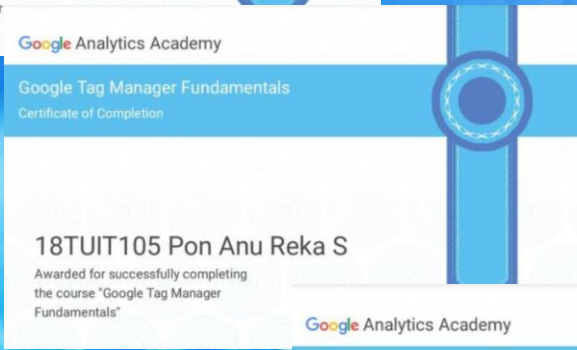 Google Analytics Academy
Google Tag Manager Fundamentals
Certificate of Completion
18TUIT105 Pon Anu Reka S
Awarded for successfully completing
the course "Google Tag Manager
Fundamentals"
Google Analytics Academy